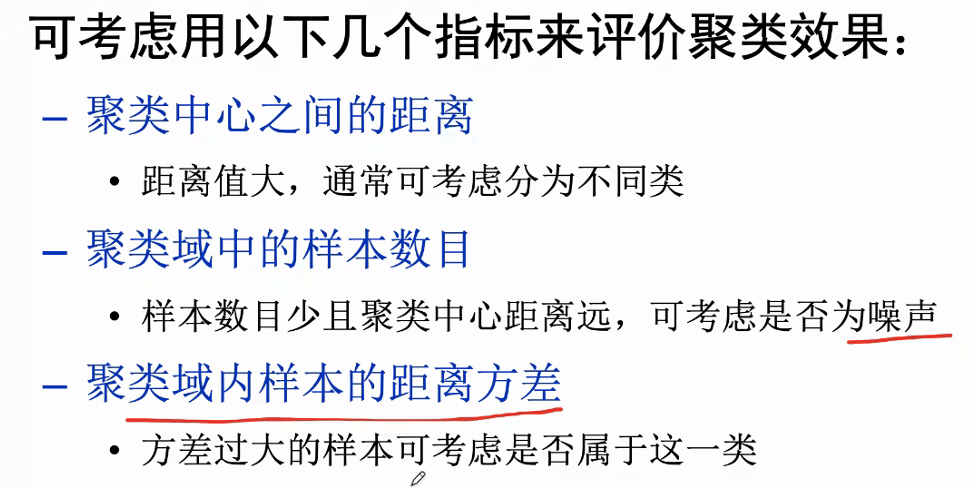 可考虑用以下几个指标来评价聚类效果：
– 聚类中心之间的距离
• 距离值大，通常可考虑分为不同类
– 聚类域中的样本数目
• 样本数目少且聚类中心距离远，可考虑是否为噪声
– 聚类域内样本的距离方差
• 方差过大的样本可考虑是否属于这一类